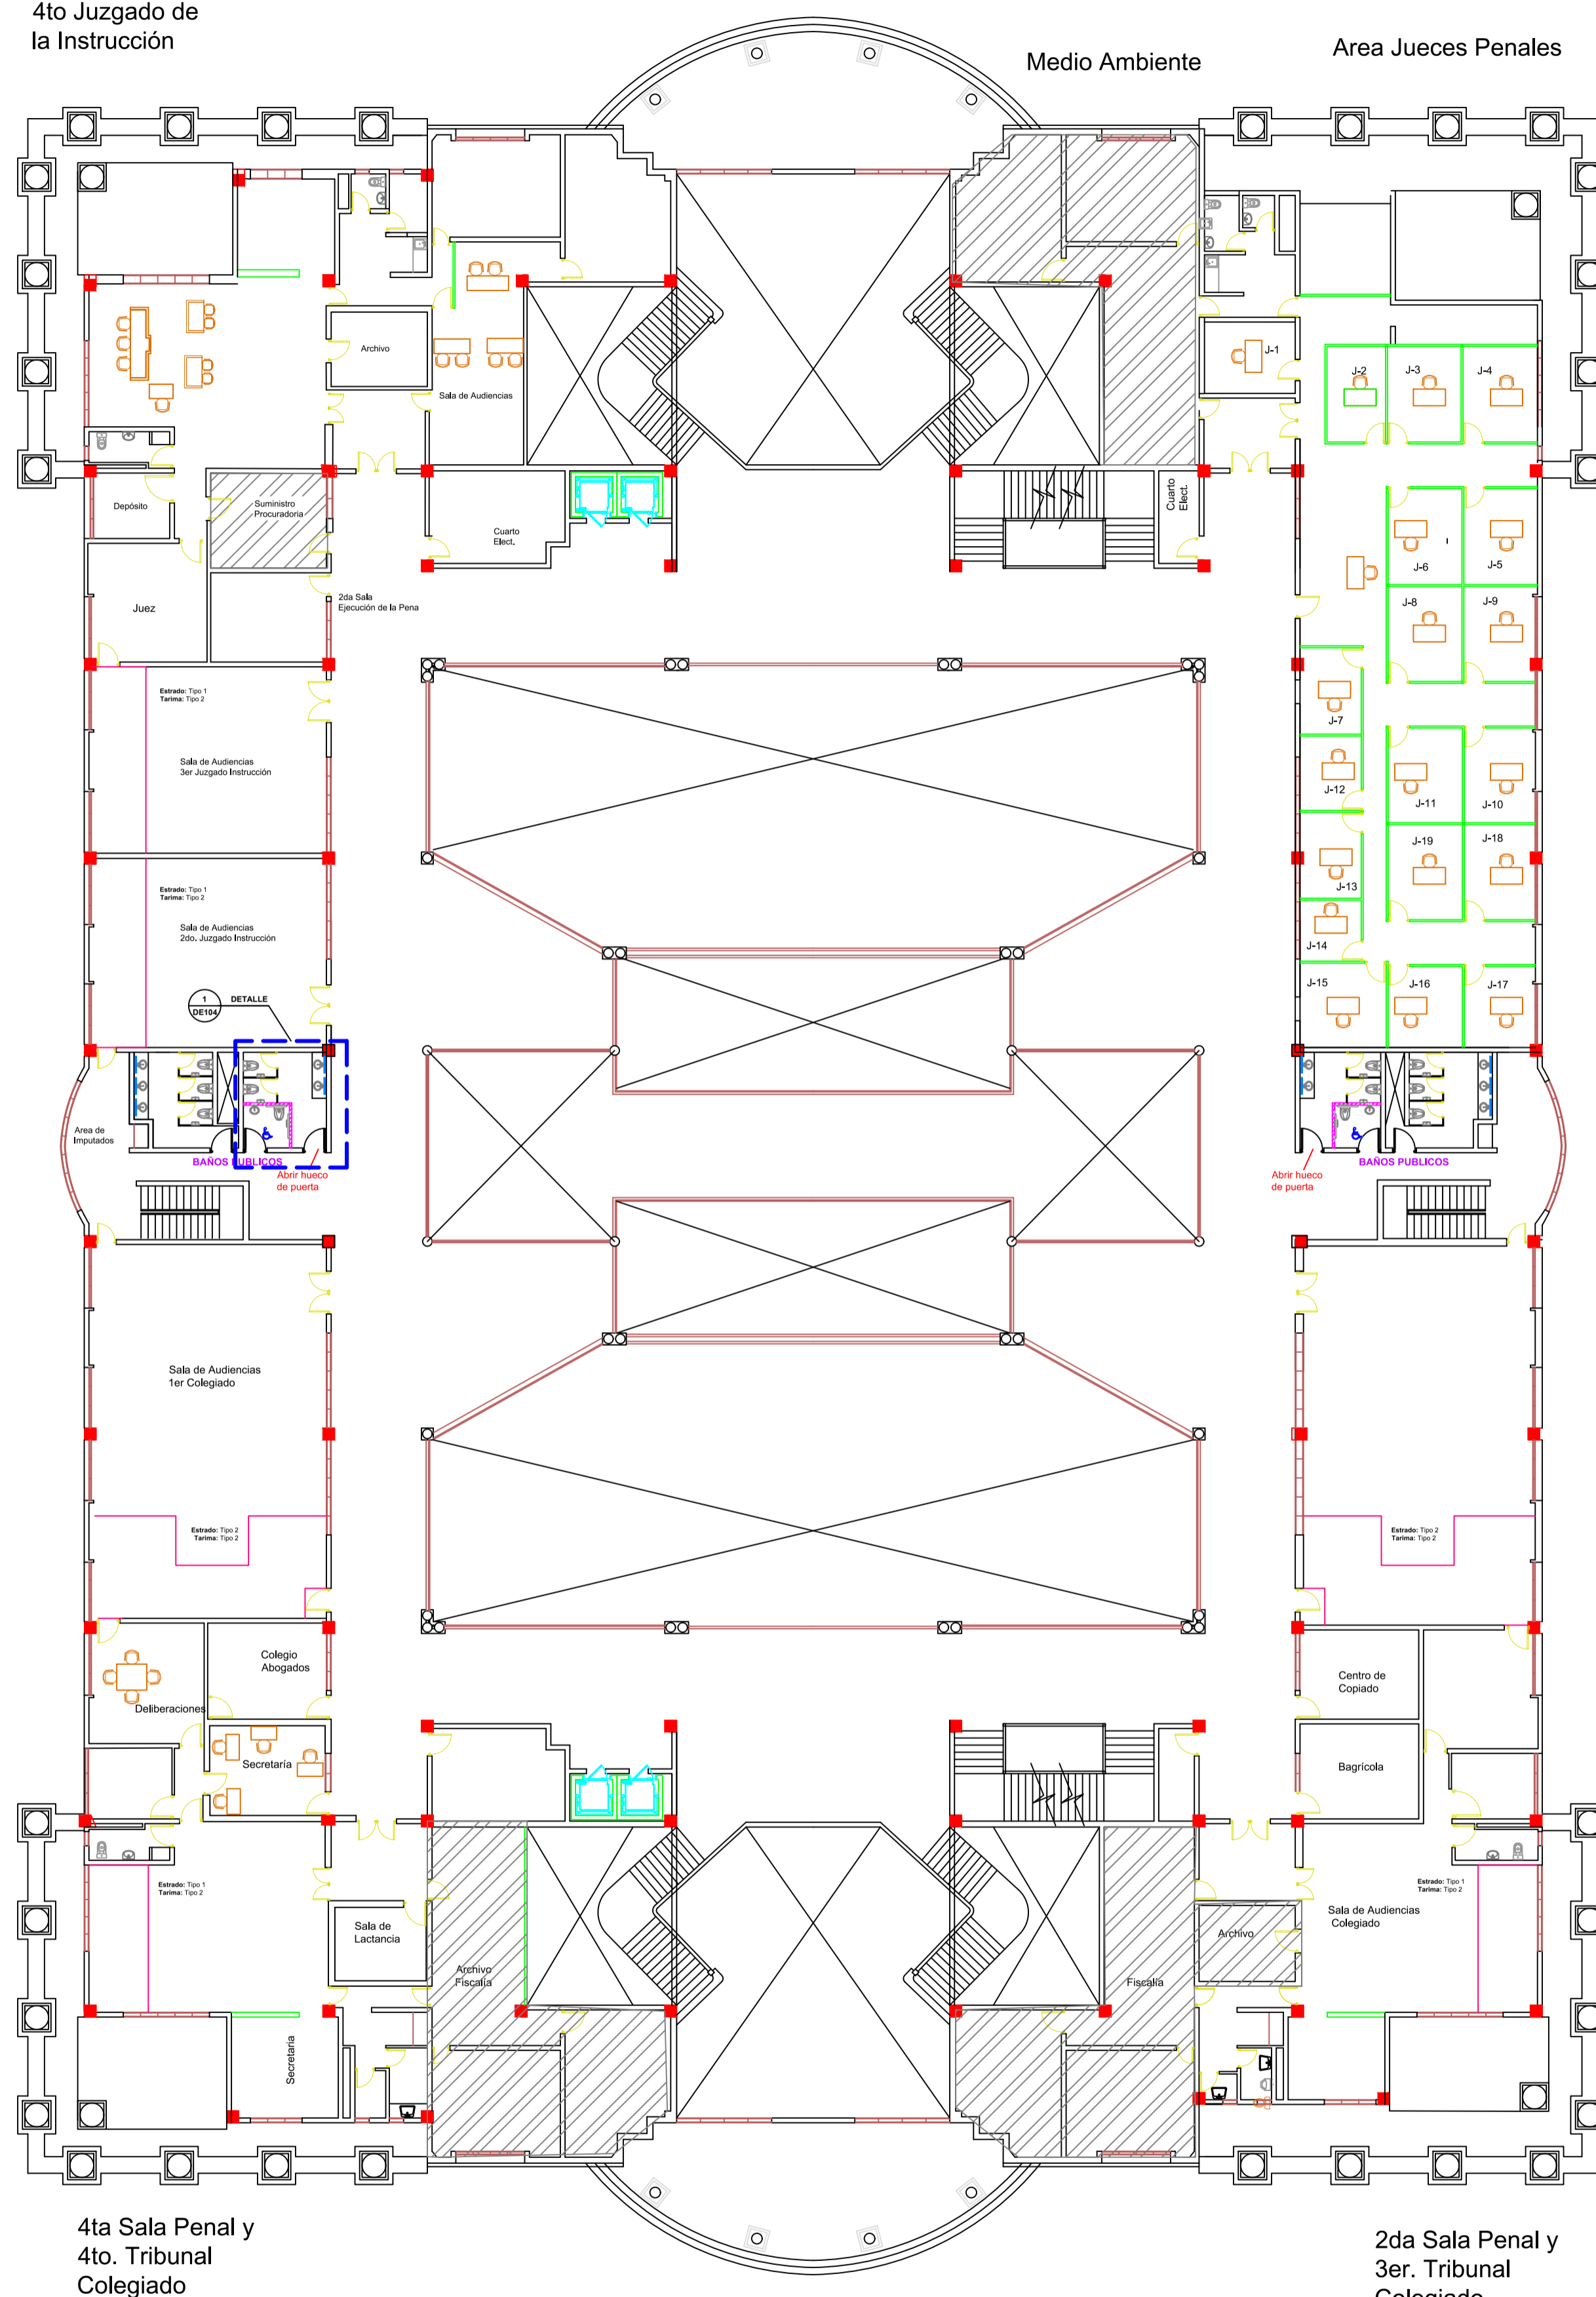 4to Juzgado de
la Instrucción
Medio Ambiente
Area Jueces Penales
Archivo
Sala de Audiencias
J-1
J-2
J-3
J-4
Depósito
Suministro
Procuradoria
Cuarto
Elect.
Cuarto
Elect.
J-6
J-5
Juez
2da Sala
Ejecución de la Pena
J-8
J-9
Estrado: Tipo 1
Tarima: Tipo 2
J-7
Sala de Audiencias
3er Juzgado Instrucción
J-12
J-11
J-10
J-19
J-18
Estrado: Tipo 1
Tarima: Tipo 2
J-13
Sala de Audiencias
2do. Juzgado Instrucción
J-14
J-15
J-16
J-17
1
DE104
DETALLE
Area de
Imputados
BAÑOS PUBLICOS
Abrir hueco
de puerta
BAÑOS PUBLICOS
Abrir hueco
de puerta
Sala de Audiencias
1er Colegiado
Estrado: Tipo 2
Tarima: Tipo 2
Estrado: Tipo 2
Tarima: Tipo 2
Colegio
Abogados
Deliberaciones
Centro de
Copiado
Secretaría
Bagrícola
Estrado: Tipo 1
Tarima: Tipo 2
Estrado: Tipo 1
Tarima: Tipo 2
Sala de
Lactancia
Sala de Audiencias
Colegiado
Archivo
Archivo
Fiscalía
Fiscalía
Secretaria
4ta Sala Penal y
4to. Tribunal
Colegiado
2da Sala Penal y
3er. Tribunal
Colegiado